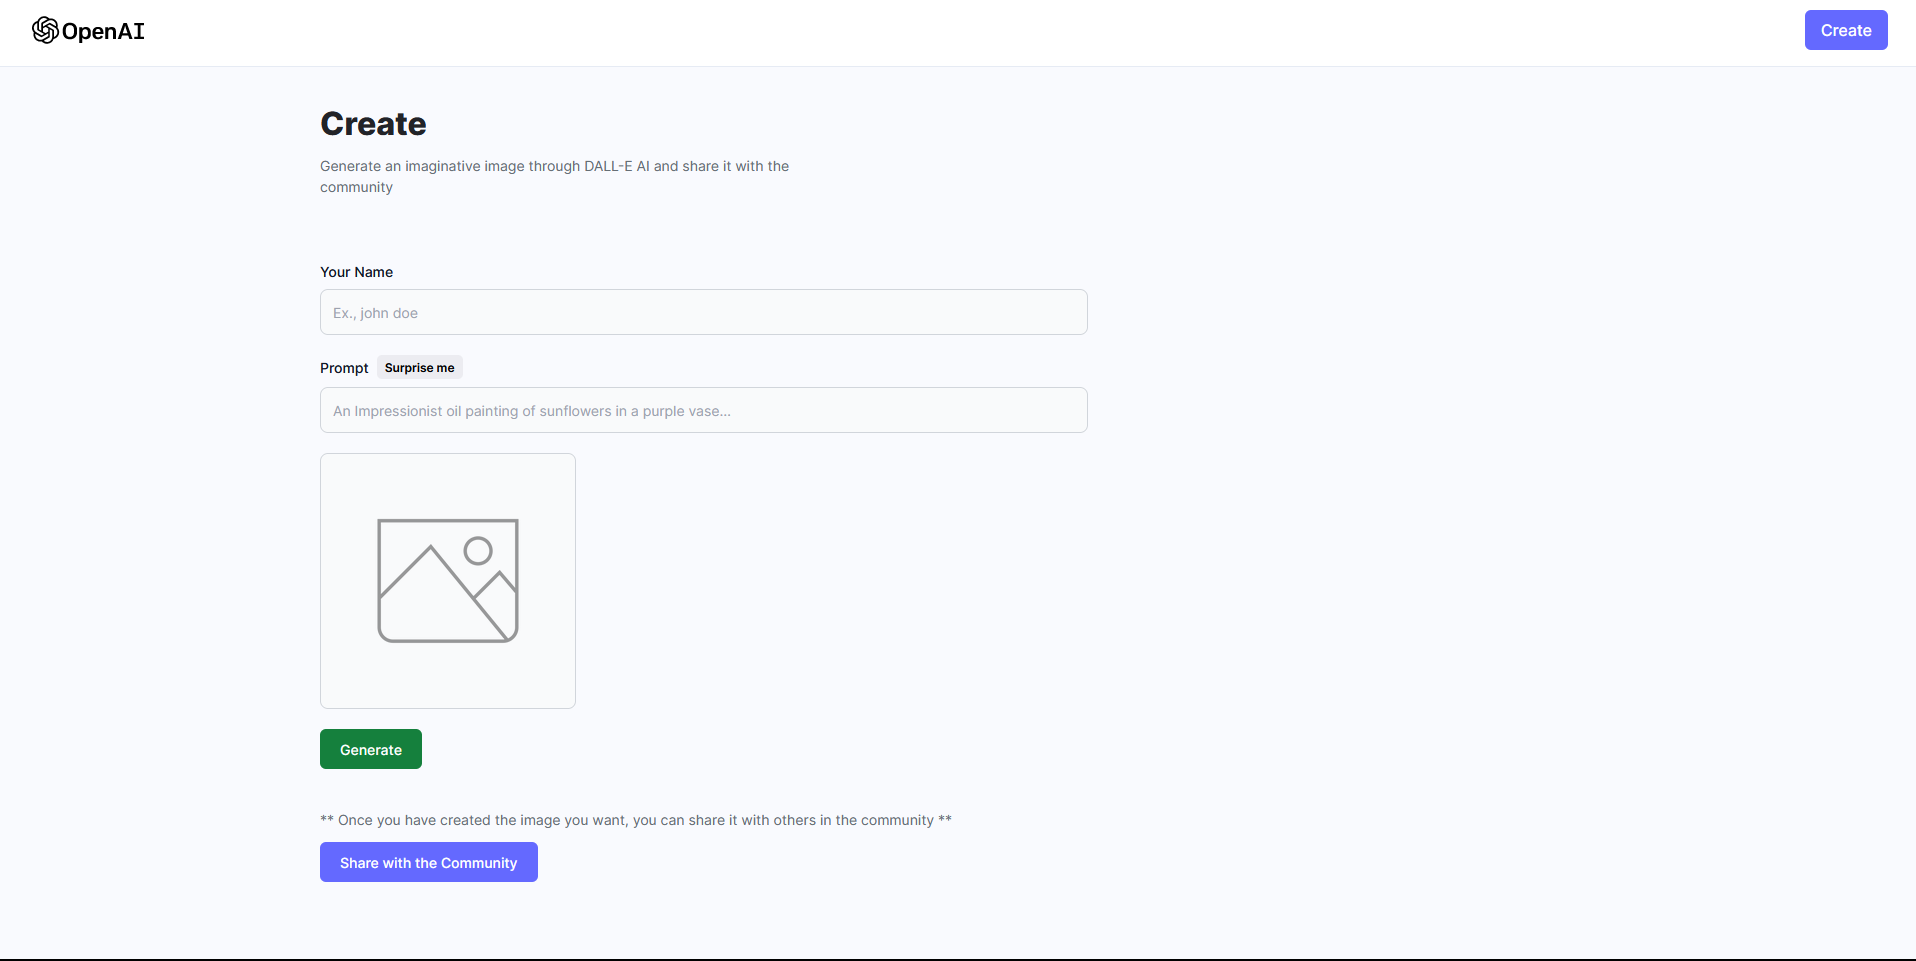 OpenAI
Create
Create
Generate an imaginative image through DALL-E AI and share it with the
community
Your Name
Ex., john doe
Prompt Surprise me
An Impressionist oil painting of sunflowers in a purple vase...
Generate
** Once you have created the image you want, you can share it with others in the community **
Share with the Community